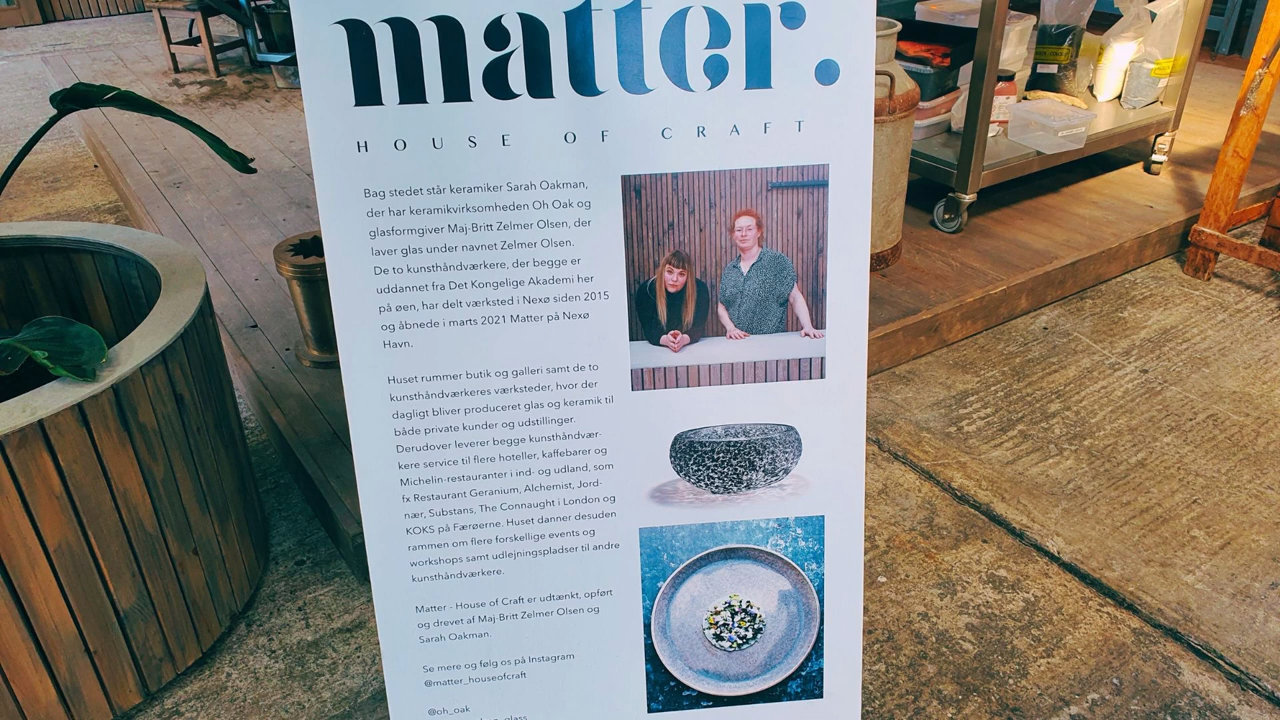 matter.
HOUSE OF CRAFT
Bag stedet står keramiker Sarah Oakman,
der har keramikvirksomheden Oh Oak og
glasformgiver Maj-Britt Zelmer Olsen, der
laver glas under navnet Zelmer Olsen.
De to kunsthåndværkere, der begge er
uddannet fra Det Kongelige Akademi her
på øen, har delt værksted i Nexø siden 2015
og åbnede i marts 2021 Matter på Nexø
Havn.
Huset rummer butik og galleri samt de to
kunsthåndværkeres værksteder, hvor der
dagligt bliver produceret glas og keramik til
både private kunder og udstillinger.
Derudover leverer begge kunsthåndvær-
kere service til flere hoteller, kaffebarer og
Michelin-restauranter i ind- og udland, som
fx Restaurant Geranium, Alchemist, Jord-
nær, Substans, The Connaught i London og
KOKS på Færøerne. Huset danner desuden
rammen om flere forskellige events og
workshops samt udlejningspladser til andre
kunsthåndværkere.
Matter - House of Craft er udtænkt, opført
og drevet af Maj-Britt Zelmer Olsen og
Sarah Oakman.
Se mere og følg os på Instagram
@matter_houseofcraft
@oh_oak